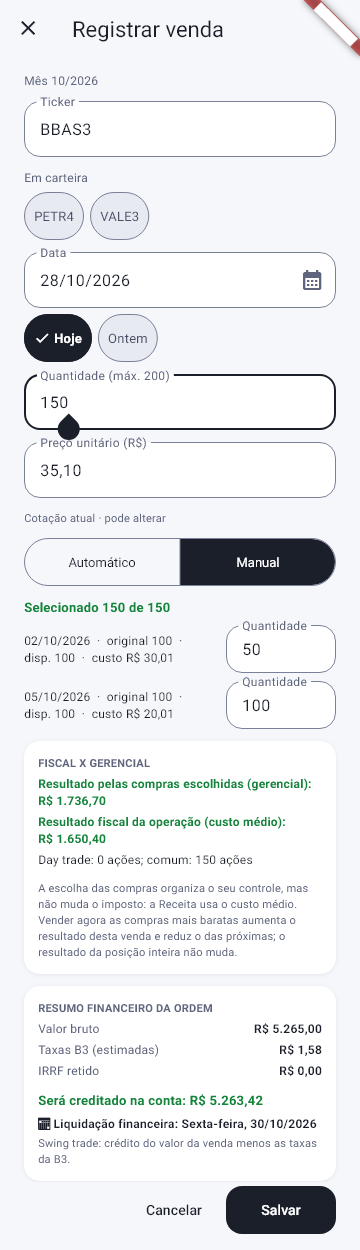 Registrar venda
Mês 10/2026
Ticker
BBAS3
Em carteira
PETR4
VALE3
Data
28/10/2026
Hoje
Ontem
Quantidade (máx. 200)
150
Preço unitário (R$)
35,10
Cotação atual · pode alterar
Automático
Manual
Selecionado 150 de 150
02/10/2026 · original 100 ·
disp. 100 · custo R$ 30,01
Quantidade
50
05/10/2026 · original 100 ·
disp. 100 · custo R$ 20,01
Quantidade
100
FISCAL X GERENCIAL
Resultado pelas compras escolhidas (gerencial):
R$ 1.736,70
Resultado fiscal da operação (custo médio):
R$ 1.650,40
Day trade: 0 ações; comum: 150 ações
A escolha das compras organiza o seu controle, mas
não muda o imposto: a Receita usa o custo médio.
Vender agora as compras mais baratas aumenta o
resultado desta venda e reduz o das próximas; o
resultado da posição inteira não muda.
RESUMO FINANCEIRO DA ORDEM
Valor bruto R$ 5.265,00
Taxas B3 (estimadas) R$ 1,58
IRRF retido R$ 0,00
Será creditado na conta: R$ 5.263,42
Liquidação financeira: Sexta-feira, 30/10/2026
Swing trade: crédito do valor da venda menos as taxas
da B3.
Cancelar
Salvar